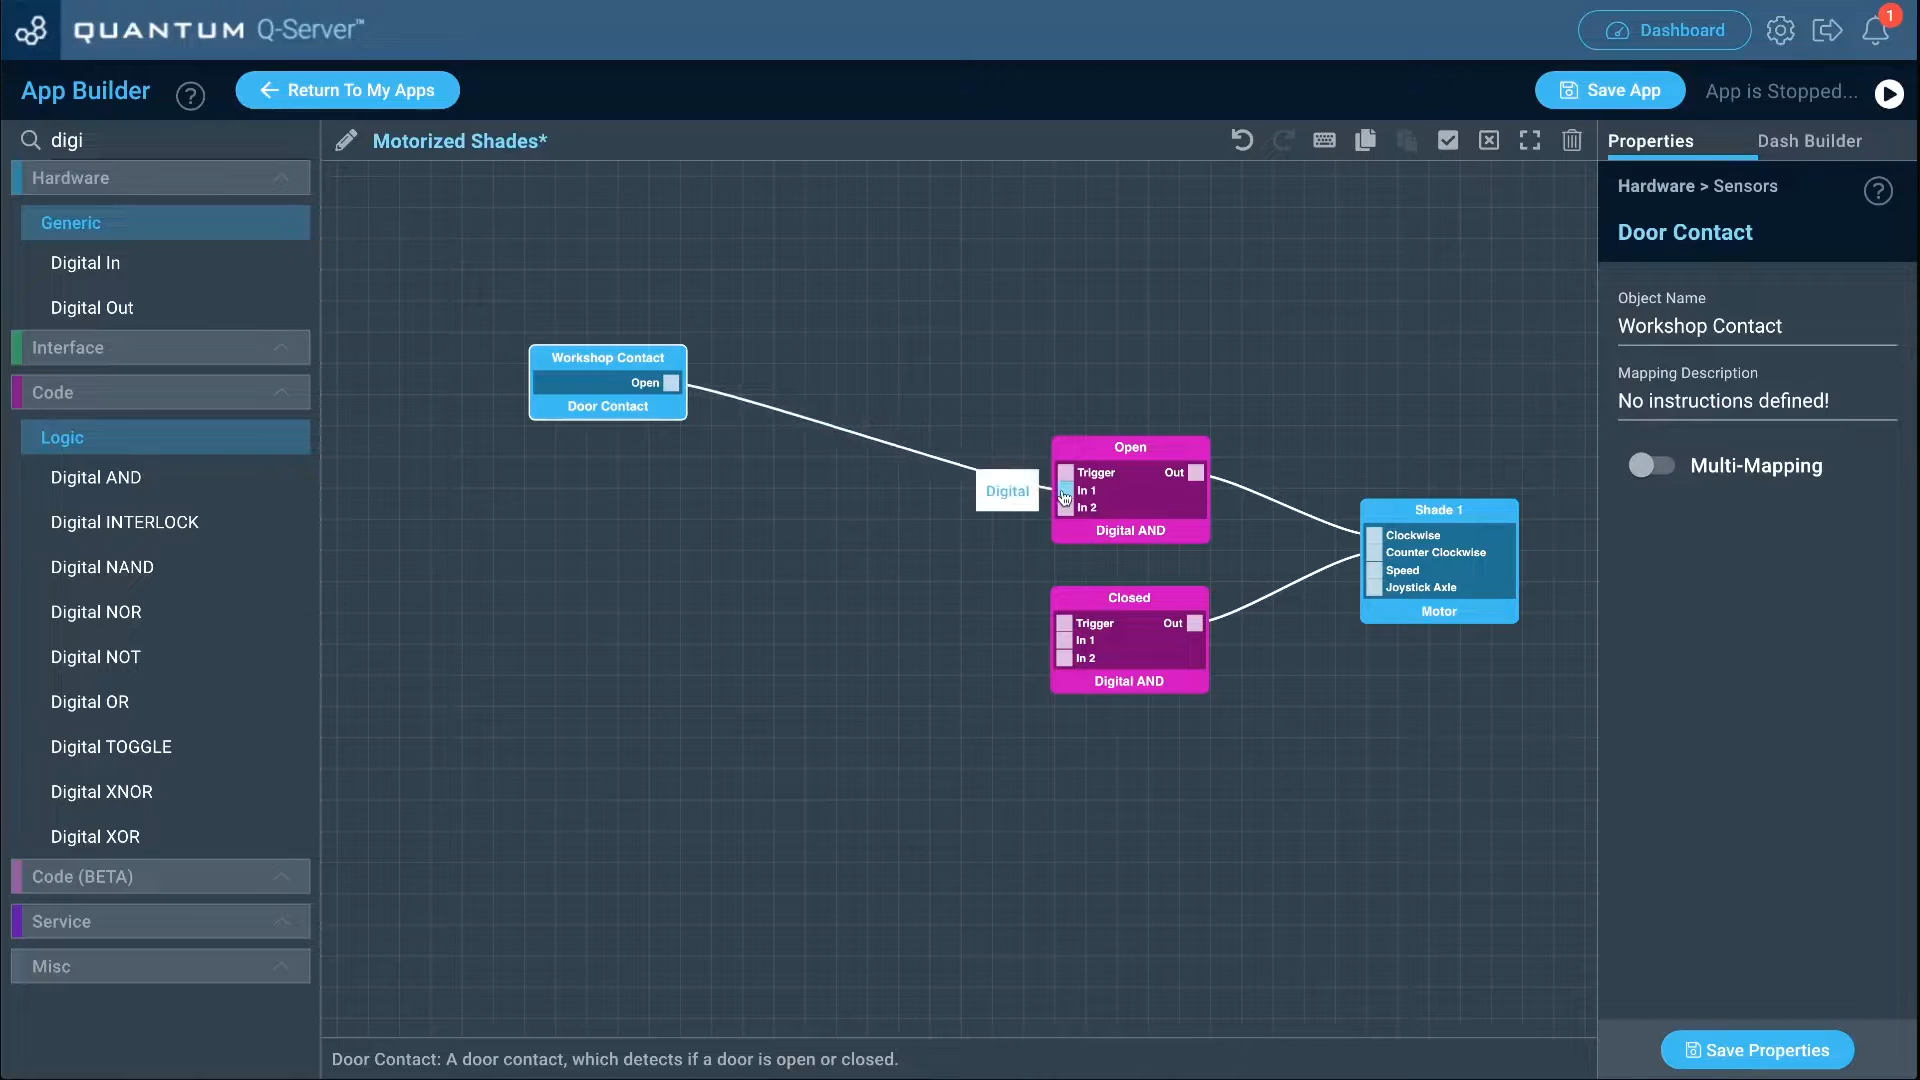 QUANTUM Q-Server™
Dashboard
1
App Builder
?
Return To My Apps
Save App
App is Stopped...
digi
Motorized Shades*
Properties
Dash Builder
Hardware
Generic
Digital In
Digital Out
Interface
Code
Logic
Digital AND
Digital INTERLOCK
Digital NAND
Digital NOR
Digital NOT
Digital OR
Digital TOGGLE
Digital XNOR
Digital XOR
Code (BETA)
Service
Misc
Workshop Contact
Open
Door Contact
Digital
Open
Trigger
Out
In 1
In 2
Digital AND
Closed
Trigger
Out
In 1
In 2
Digital AND
Shade 1
Clockwise
Counter Clockwise
Speed
Joystick Axle
Motor
Door Contact: A door contact, which detects if a door is open or closed.
Hardware > Sensors
?
Door Contact
Object Name
Workshop Contact
Mapping Description
No instructions defined!
Multi-Mapping
Save Properties